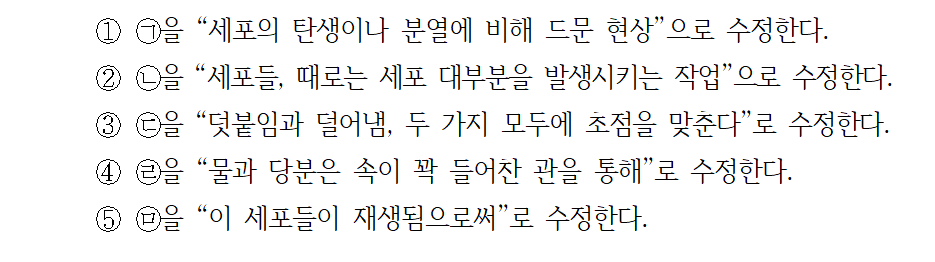 ① ㉠을 “세포의 탄생이나 분열에 비해 드문 현상”으로 수정한다.
② ㉡을 “세포들, 때로는 세포 대부분을 발생시키는 작업”으로 수정한다.
③ ㉢을 “덧붙임과 덜어냄, 두 가지 모두에 초점을 맞춘다”로 수정한다.
④ ㉣을 “물과 당분은 속이 꽉 들어찬 관을 통해”로 수정한다.
⑤ ㉤을 “이 세포들이 재생됨으로써”로 수정한다.